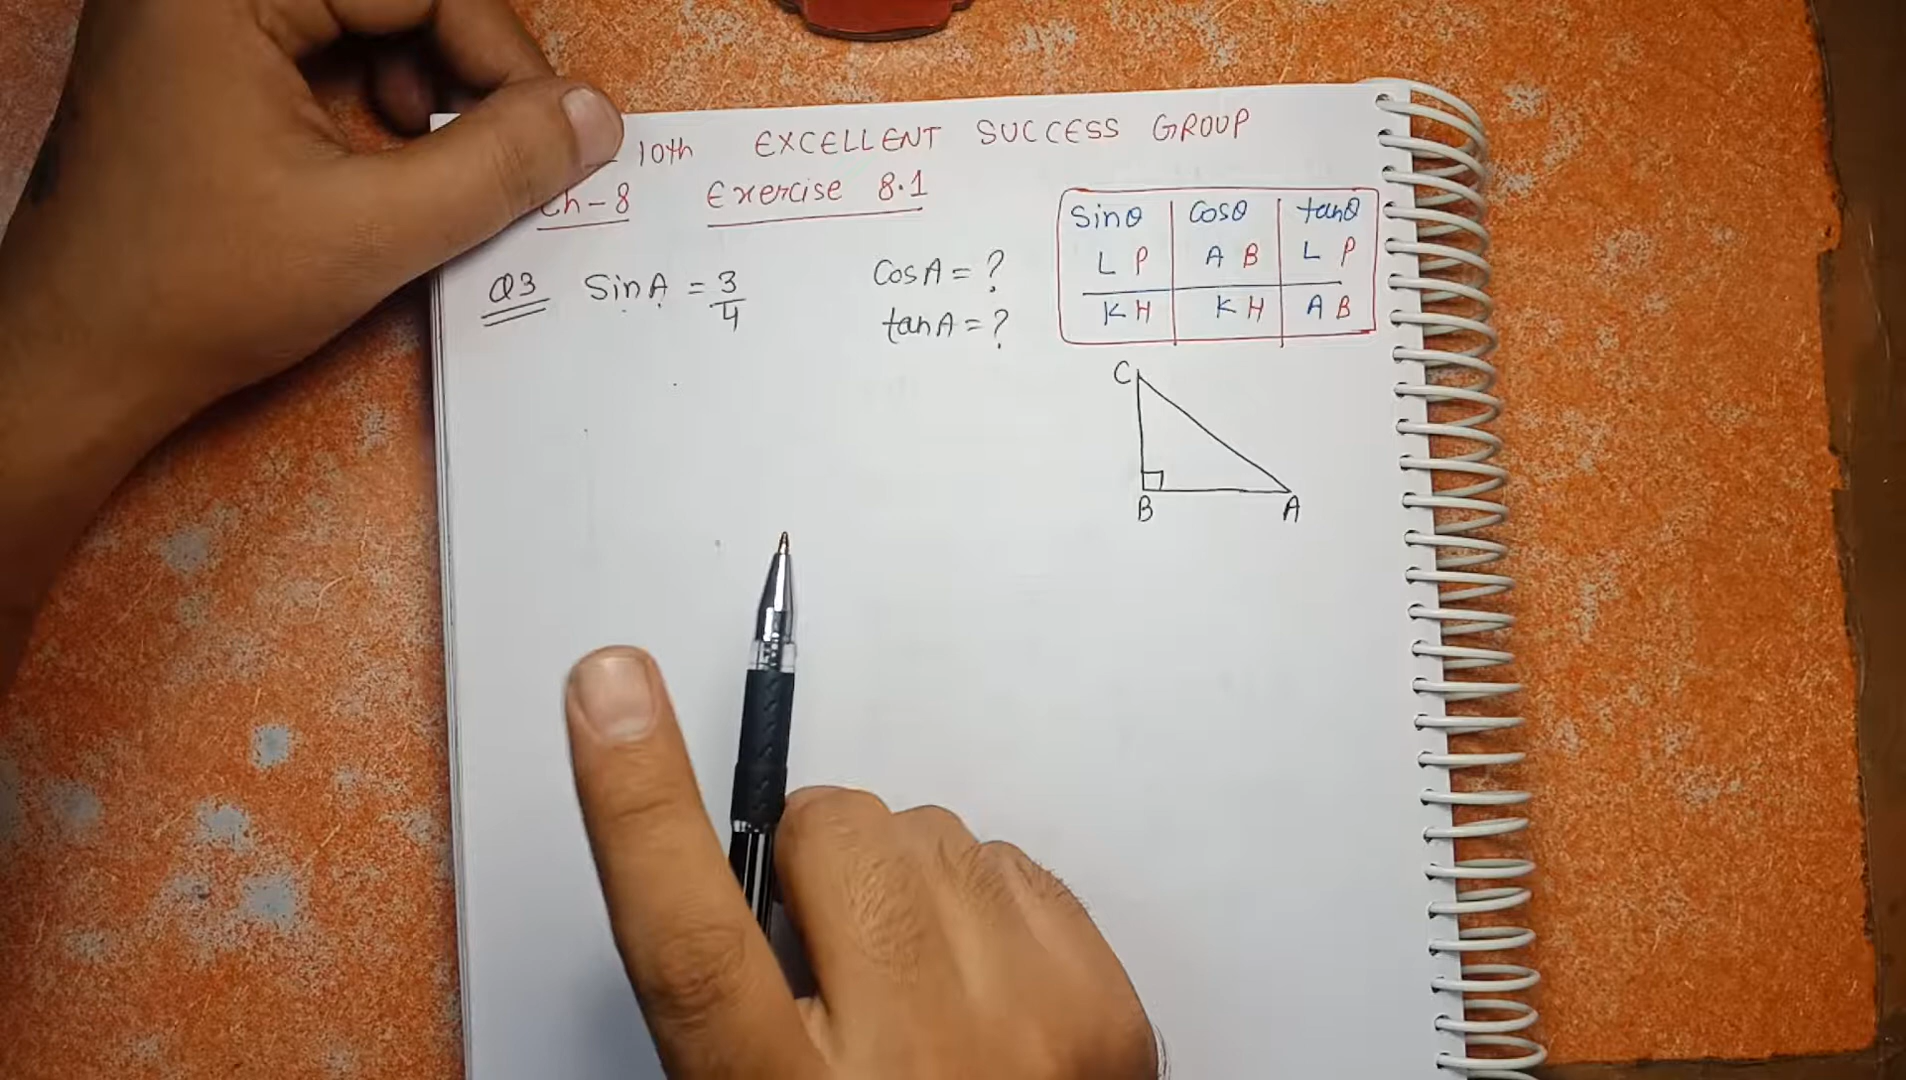 10th EXCELLENT SUCCESS GROUP
Ch-8 Exercise 8.1
Sinθ Cosθ tanθ
L P A B L P
K H K H A B
Q3 Sin A = 3/4
Cos A = ?
tan A = ?
C
B A